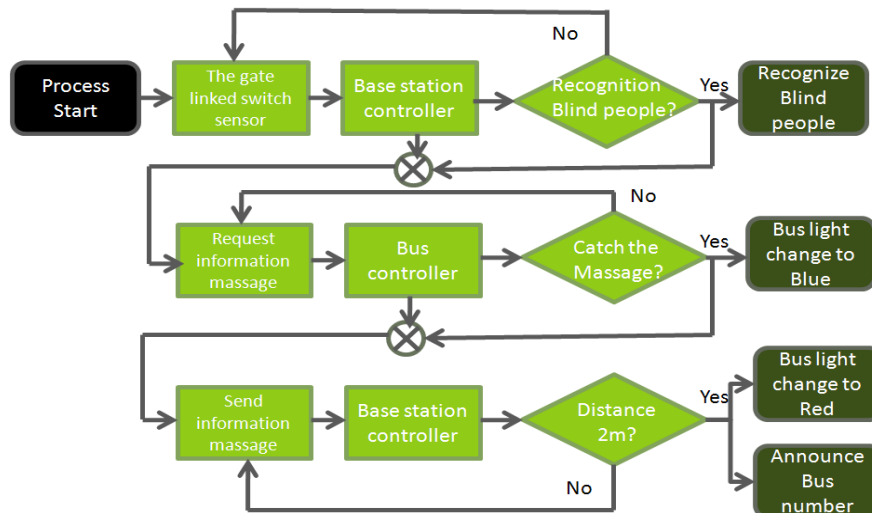 No
Process
Start
The gate
linked switch
sensor
Base station
controller
Recognition
Blind people?
Yes
Recognize
Blind
people
No
Request
information
massage
Bus
controller
Catch the
Massage?
Yes
Bus light
change to
Blue
Send
information
massage
Base station
controller
Distance
2m?
Yes
Bus light
change to
Red
No
Announce
Bus
number